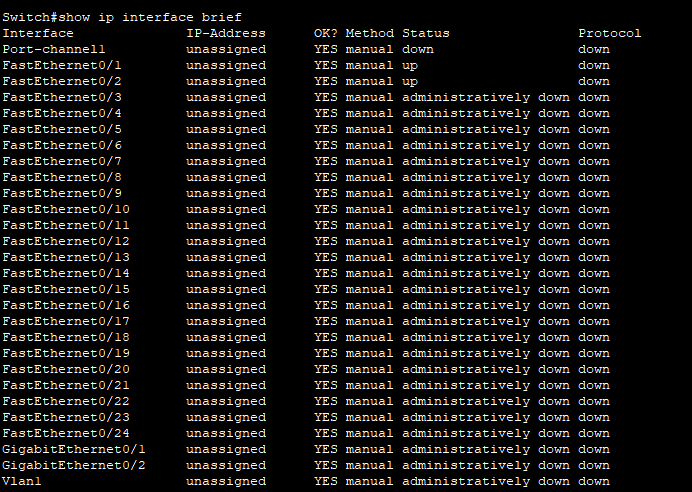 Switch#show ip interface brief
Interface IP-Address OK? Method Status Protocol
Port-channel1 unassigned YES manual down down
FastEthernet0/1 unassigned YES manual up down
FastEthernet0/2 unassigned YES manual up down
FastEthernet0/3 unassigned YES manual administratively down down
FastEthernet0/4 unassigned YES manual administratively down down
FastEthernet0/5 unassigned YES manual administratively down down
FastEthernet0/6 unassigned YES manual administratively down down
FastEthernet0/7 unassigned YES manual administratively down down
FastEthernet0/8 unassigned YES manual administratively down down
FastEthernet0/9 unassigned YES manual administratively down down
FastEthernet0/10 unassigned YES manual administratively down down
FastEthernet0/11 unassigned YES manual administratively down down
FastEthernet0/12 unassigned YES manual administratively down down
FastEthernet0/13 unassigned YES manual administratively down down
FastEthernet0/14 unassigned YES manual administratively down down
FastEthernet0/15 unassigned YES manual administratively down down
FastEthernet0/16 unassigned YES manual administratively down down
FastEthernet0/17 unassigned YES manual administratively down down
FastEthernet0/18 unassigned YES manual administratively down down
FastEthernet0/19 unassigned YES manual administratively down down
FastEthernet0/20 unassigned YES manual administratively down down
FastEthernet0/21 unassigned YES manual administratively down down
FastEthernet0/22 unassigned YES manual administratively down down
FastEthernet0/23 unassigned YES manual administratively down down
FastEthernet0/24 unassigned YES manual administratively down down
GigabitEthernet0/1 unassigned YES manual administratively down down
GigabitEthernet0/2 unassigned YES manual administratively down down
Vlan1 unassigned YES manual administratively down down